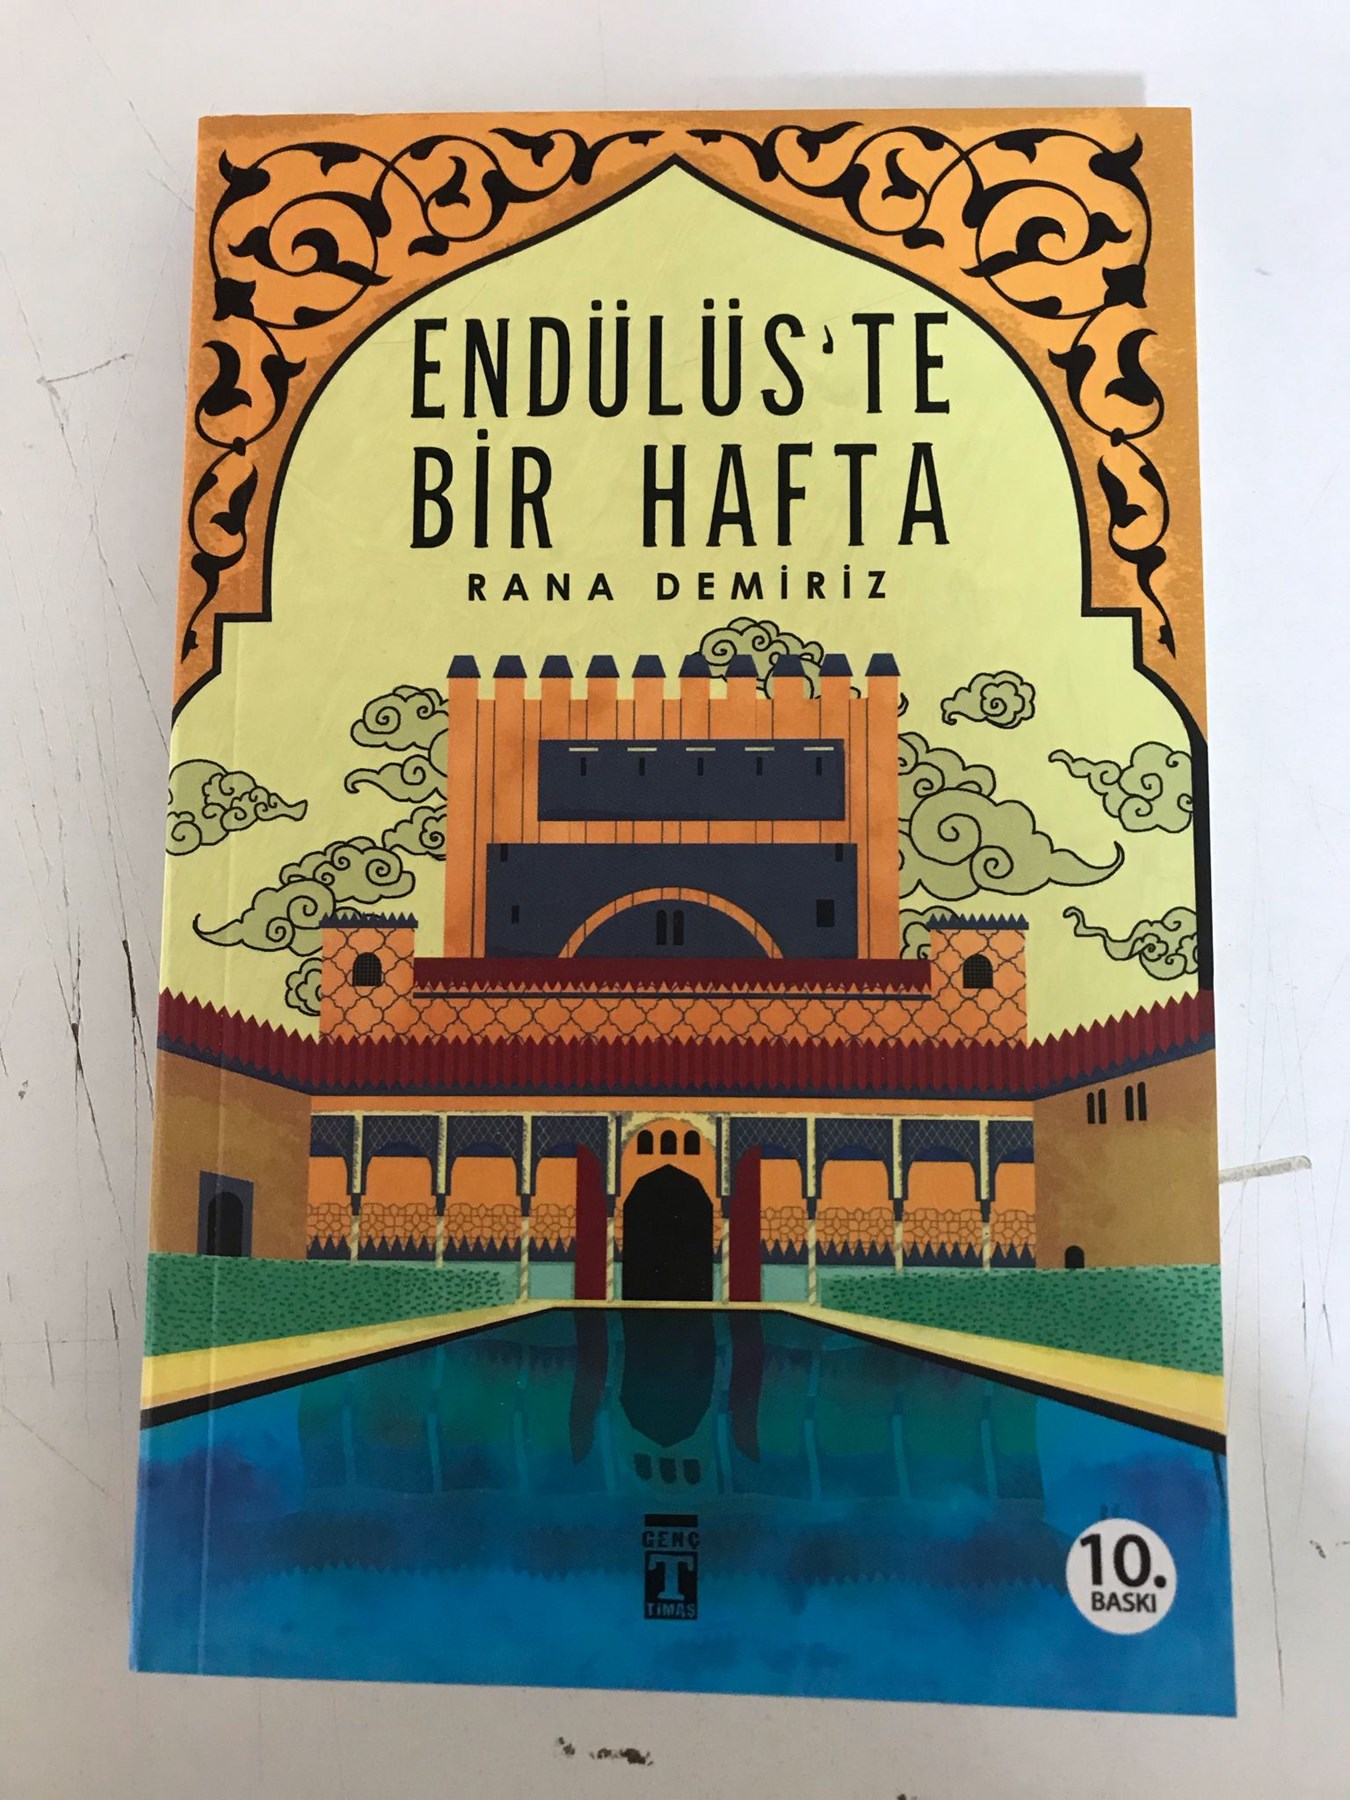 ENDÜLÜS'TE
BİR HAFTA
RANA DEMİRİZ
GENÇ
T
TİMAŞ
10.
BASKI